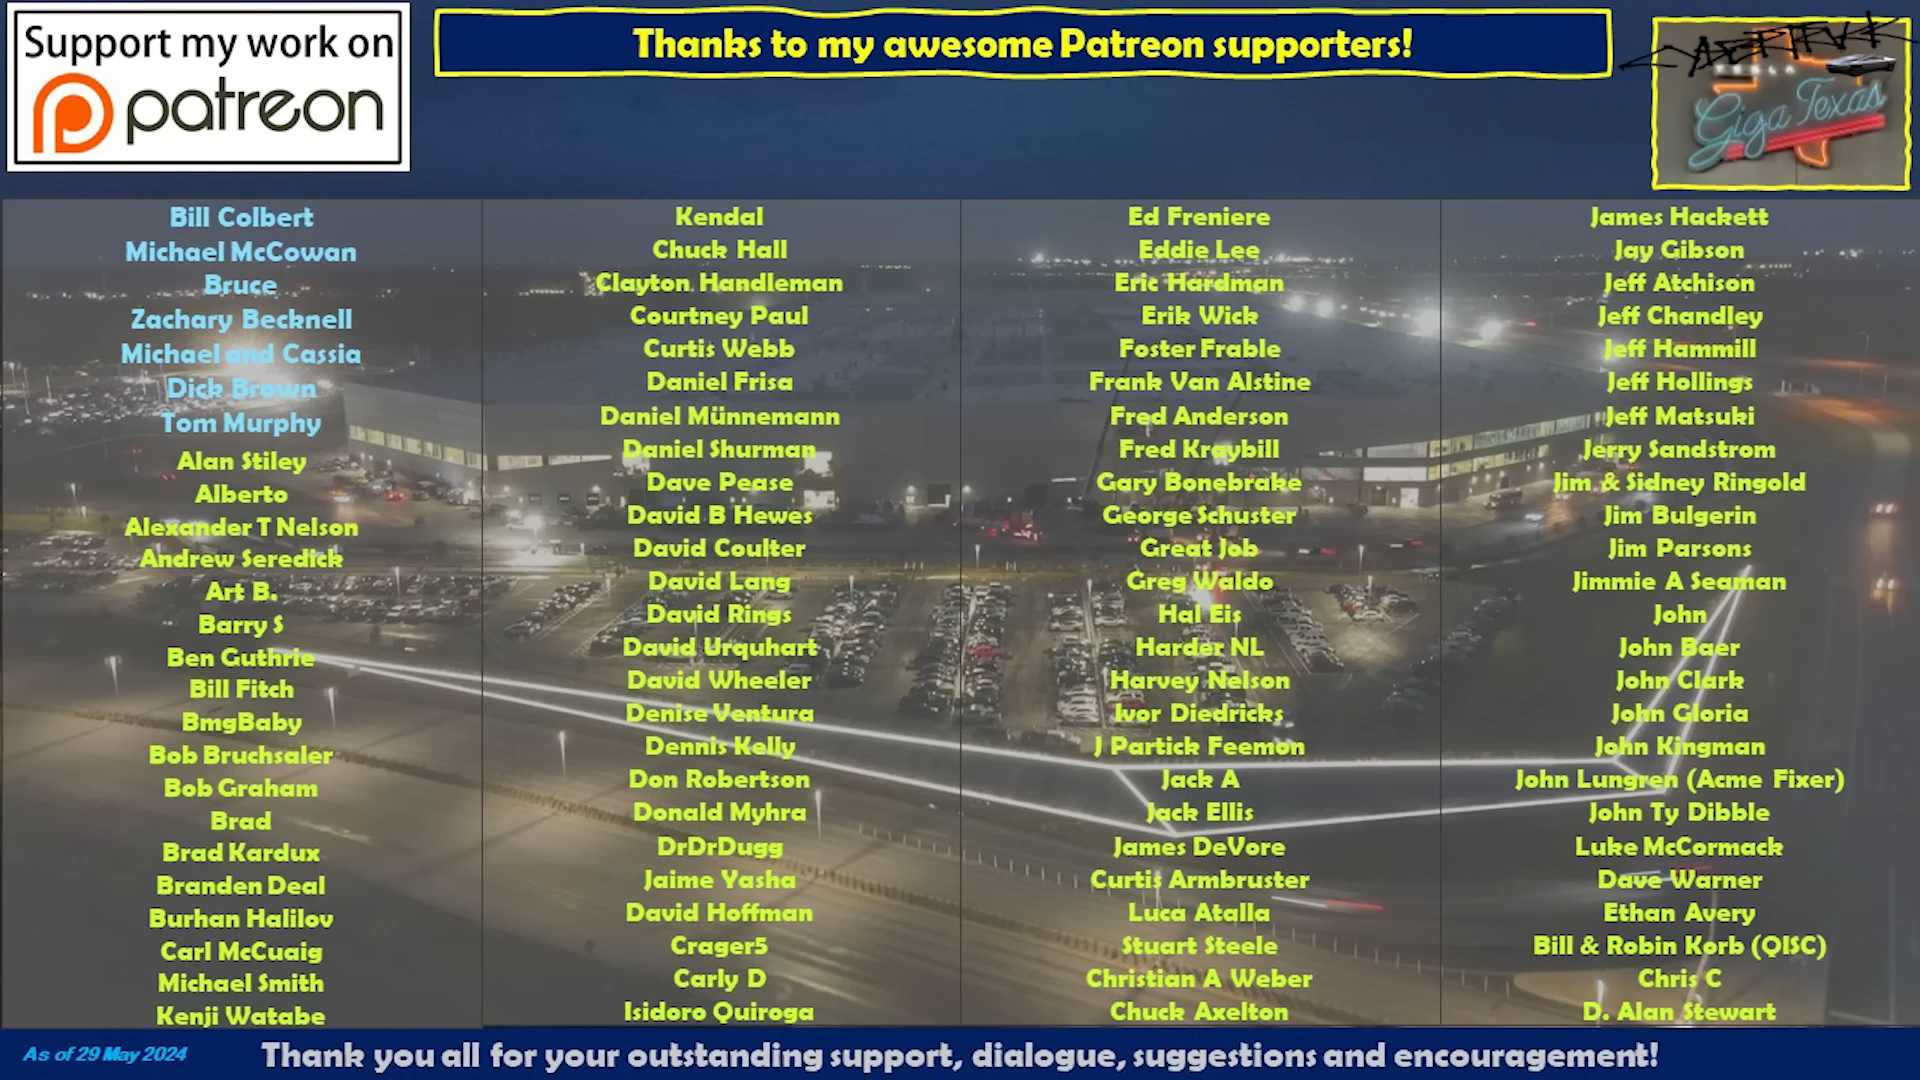 Support my work on
patreon
Thanks to my awesome Patreon supporters!
CYBERTRUCK
TESLA
Giga Texas
Bill Colbert
Michael McCowan
Bruce
Zachary Becknell
Michael and Cassia
Dick Brown
Tom Murphy
Alan Stiley
Alberto
Alexander T Nelson
Andrew Seredick
Art B.
Barry S
Ben Guthrie
Bill Fitch
BmgBaby
Bob Bruchsaler
Bob Graham
Brad
Brad Kardux
Branden Deal
Burhan Halilov
Carl McCuaig
Michael Smith
Kenji Watabe
Kendal
Chuck Hall
Clayton Handleman
Courtney Paul
Curtis Webb
Daniel Frisa
Daniel Münnemann
Daniel Shurman
Dave Pease
David B Hewes
David Coulter
David Lang
David Rings
David Urquhart
David Wheeler
Denise Ventura
Dennis Kelly
Don Robertson
Donald Myhra
DrDrDugg
Jaime Yasha
David Hoffman
Crager5
Carly D
Isidoro Quiroga
Ed Freniere
Eddie Lee
Eric Hardman
Erik Wick
Foster Frable
Frank Van Alstine
Fred Anderson
Fred Kraybill
Gary Bonebrake
George Schuster
Great Job
Greg Waldo
Hal Eis
Harder NL
Harvey Nelson
Ivor Diedricks
J Partick Feemon
Jack A
Jack Ellis
James DeVore
Curtis Armbruster
Luca Atalla
Stuart Steele
Christian A Weber
Chuck Axelton
James Hackett
Jay Gibson
Jeff Atchison
Jeff Chandley
Jeff Hammill
Jeff Hollings
Jeff Matsuki
Jerry Sandstrom
Jim & Sidney Ringold
Jim Bulgerin
Jim Parsons
Jimmie A Seaman
John
John Baer
John Clark
John Gloria
John Kingman
John Lungren (Acme Fixer)
John Ty Dibble
Luke McCormack
Dave Warner
Ethan Avery
Bill & Robin Korb (QISC)
Chris C
D. Alan Stewart
As of 29 May 2024
Thank you all for your outstanding support, dialogue, suggestions and encouragement!